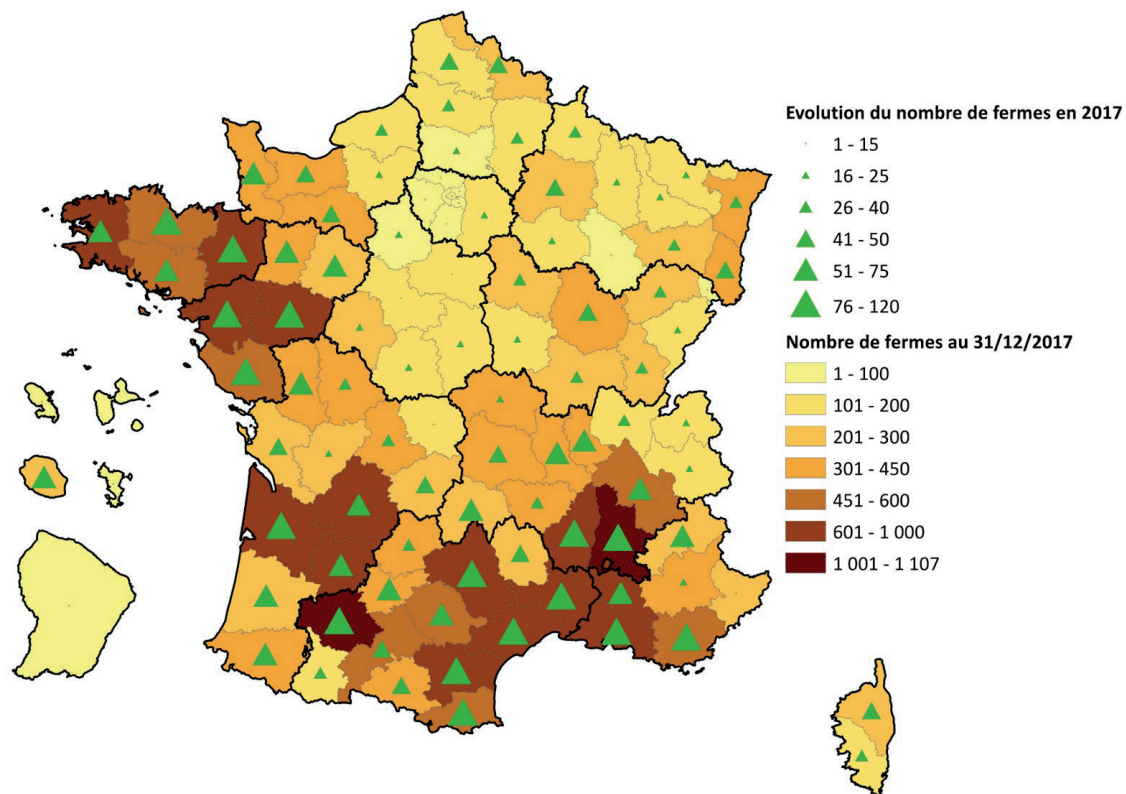 Evolution du nombre de fermes en 2017
1 - 15
16 - 25
26 - 40
41 - 50
51 - 75
76 - 120
Nombre de fermes au 31/12/2017
1 - 100
101 - 200
201 - 300
301 - 450
451 - 600
601 - 1 000
1 001 - 1 107